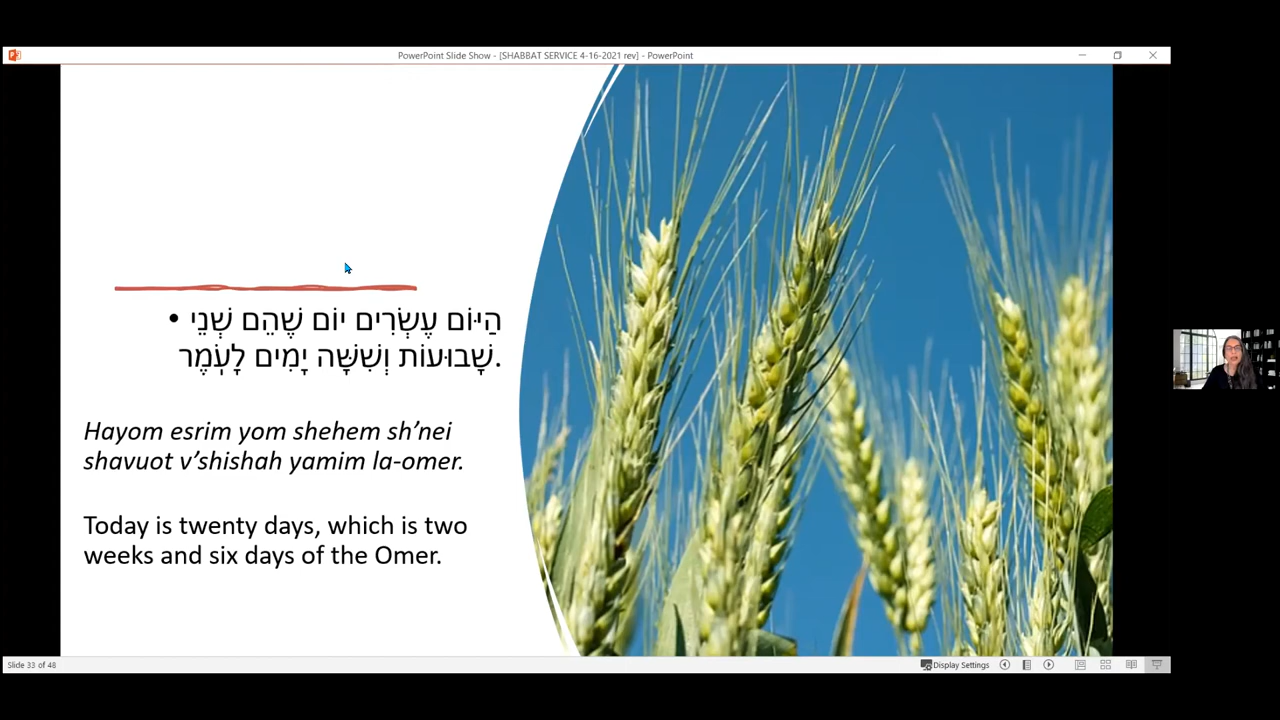 PowerPoint Slide Show - [SHABBAT SERVICE 4-16-2021 rev] - PowerPoint
• הַיּוֹם עֶשְׂרִים יוֹם שֶׁהֵם שְׁנֵי
שָׁבוּעוֹת וְשִׁשָּׁה יָמִים לָעֹֽמֶר.
Hayom esrim yom shehem sh’nei
shavuot v’shishah yamim la-omer.
Today is twenty days, which is two
weeks and six days of the Omer.
Slide 33 of 48
Display Settings